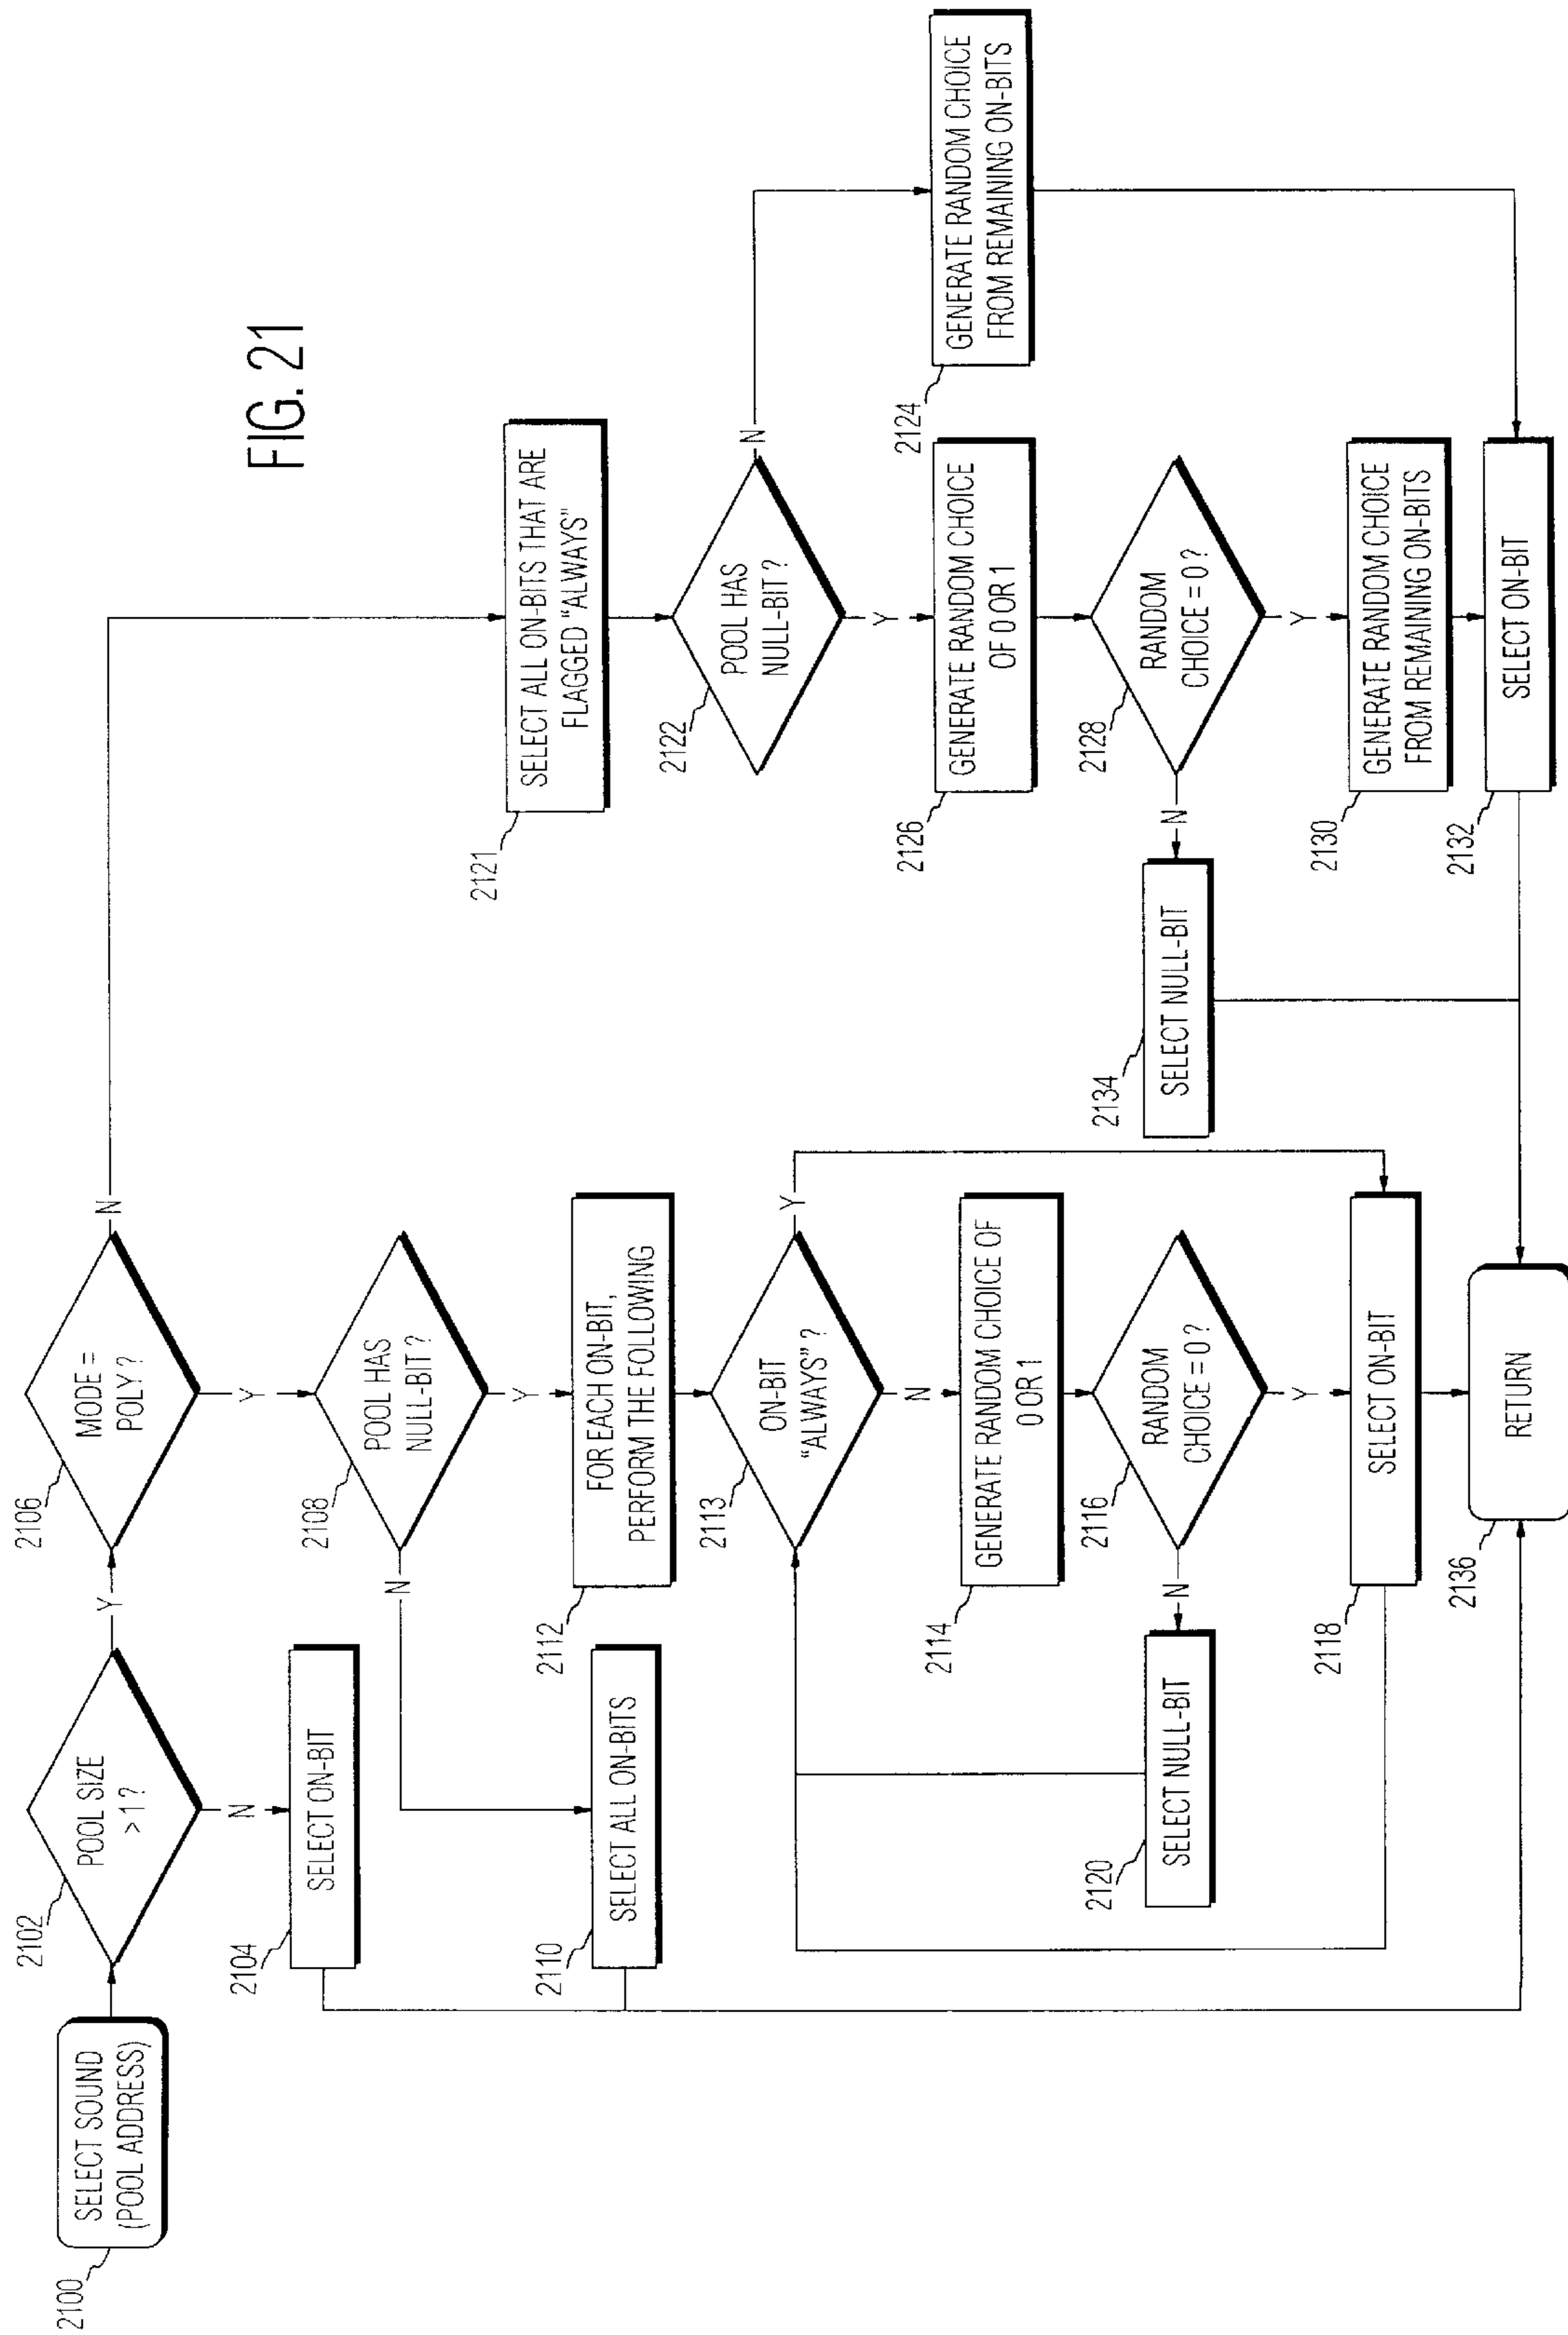 FIG. 21
2100
SELECT SOUND
(POOL ADDRESS)
2102
POOL SIZE
> 1 ?
Y
N
2104
SELECT ON-BIT
2106
MODE =
POLY ?
N
Y
2108
POOL HAS
NULL-BIT ?
N
Y
2110
SELECT ALL ON-BITS
2112
FOR EACH ON-BIT,
PERFORM THE FOLLOWING
2113
ON-BIT
"ALWAYS" ?
Y
N
2114
GENERATE RANDOM CHOICE OF
0 OR 1
2116
RANDOM
CHOICE = 0 ?
N
Y
2120
SELECT NULL-BIT
2118
SELECT ON-BIT
2121
SELECT ALL ON-BITS THAT ARE
FLAGGED "ALWAYS"
2122
POOL HAS
NULL-BIT ?
N
Y
2124
GENERATE RANDOM CHOICE
FROM REMAINING ON-BITS
2126
GENERATE RANDOM CHOICE
OF 0 OR 1
2128
RANDOM
CHOICE = 0 ?
N
Y
2134
SELECT NULL-BIT
2130
GENERATE RANDOM CHOICE
FROM REMAINING ON-BITS
2132
SELECT ON-BIT
2136
RETURN